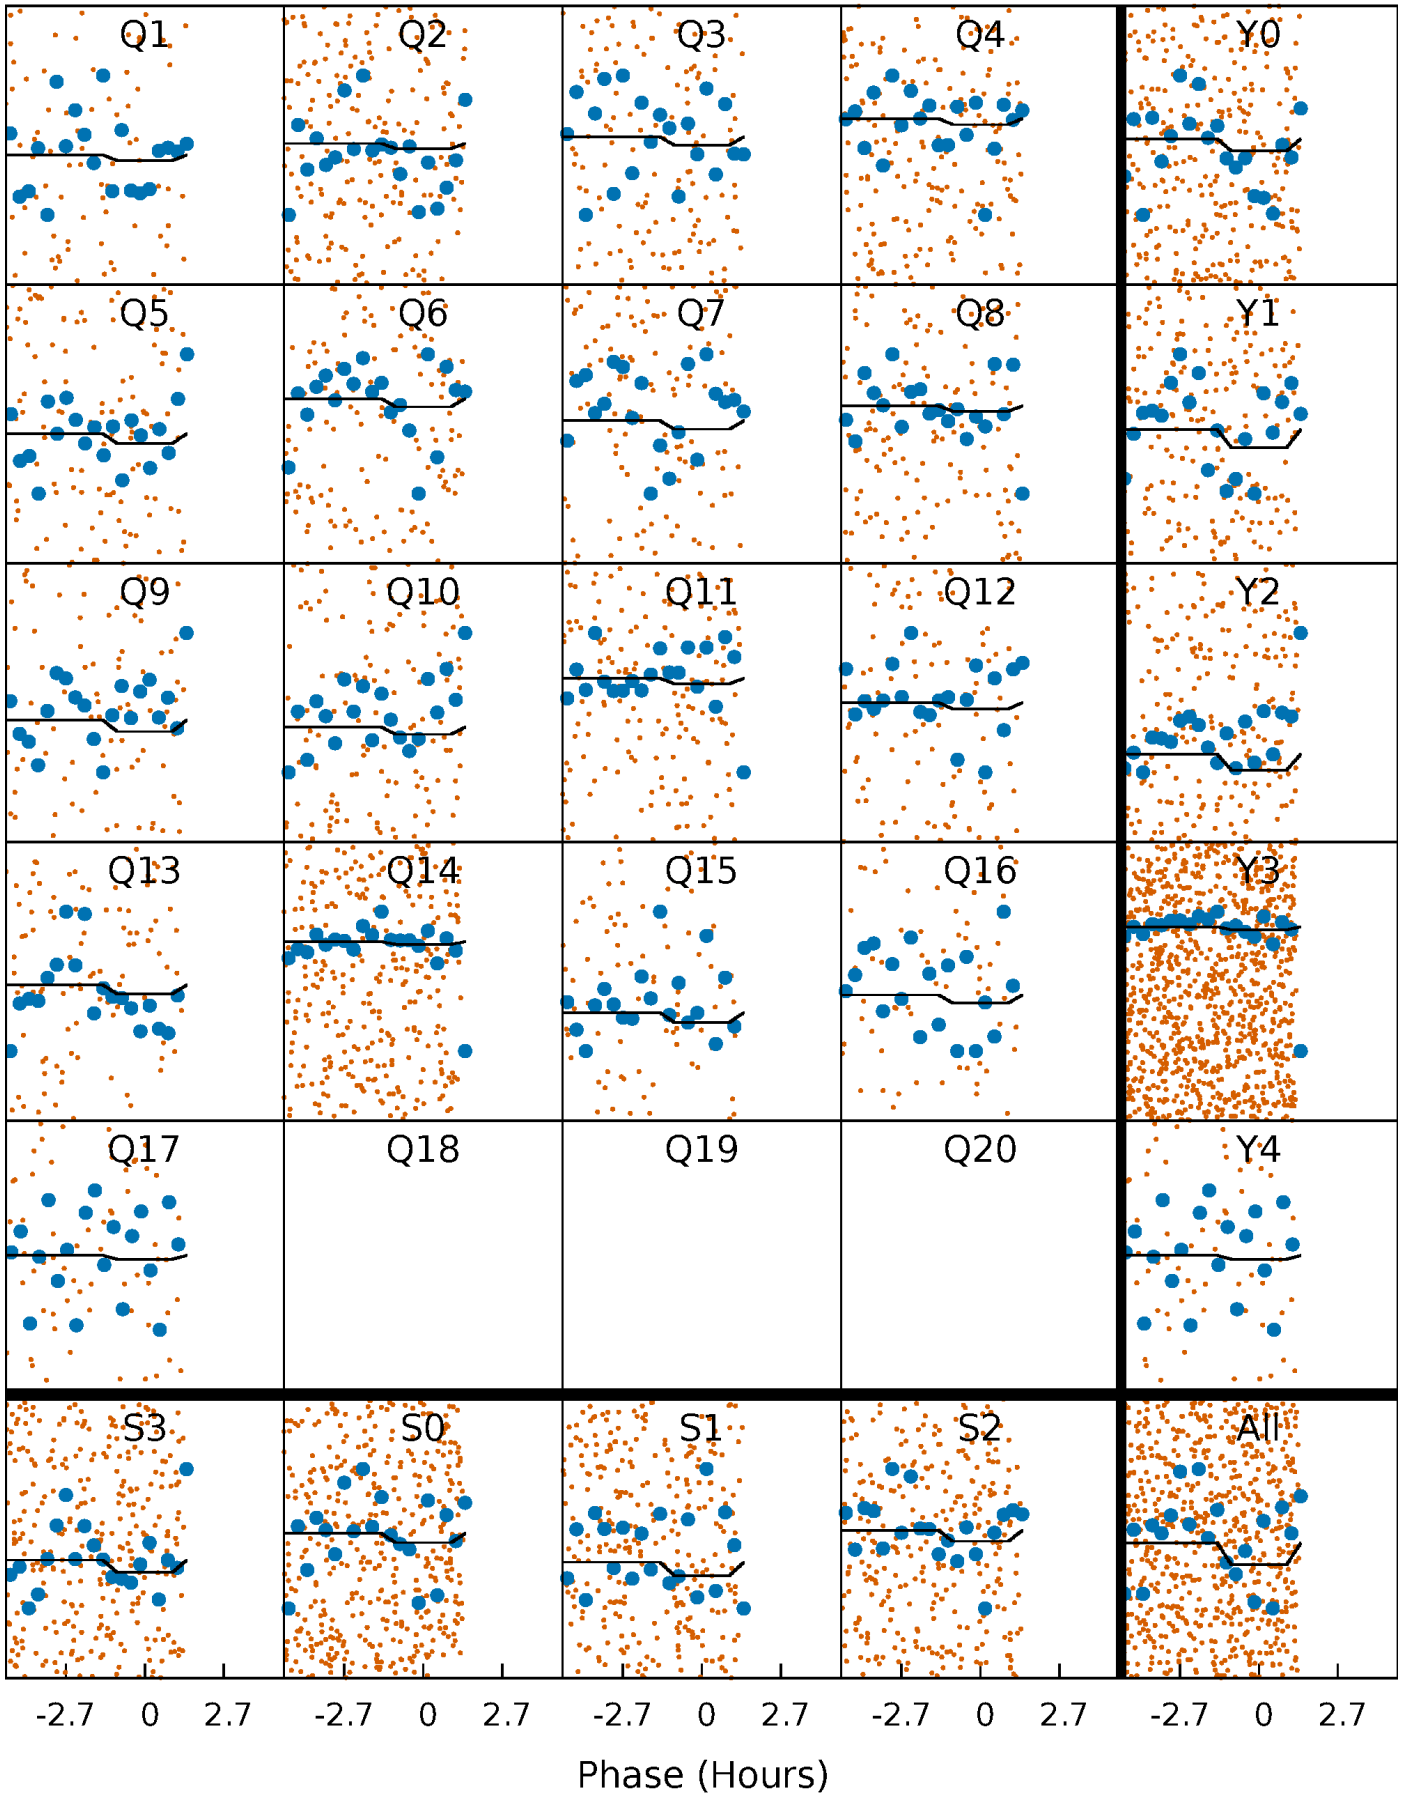 Q1 Q2 Q3 Q4 Y0
Q5 Q6 Q7 Q8 Y1
Q9 Q10 Q11 Q12 Y2
Q13 Q14 Q15 Q16 Y3
Q17 Q18 Q19 Q20 Y4
S3 S0 S1 S2 All
-2.7 0 2.7 -2.7 0 2.7 -2.7 0 2.7 -2.7 0 2.7 -2.7 0 2.7
Phase (Hours)